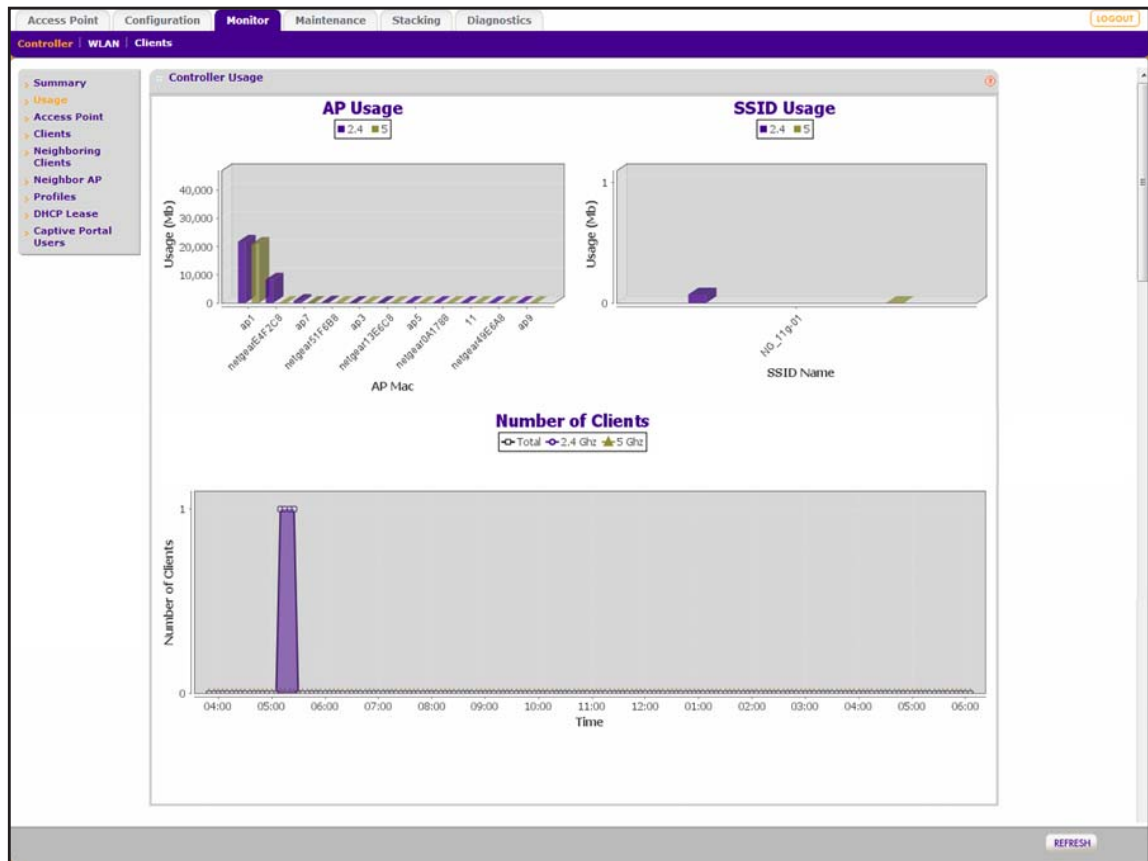 Access Point Configuration Monitor Maintenance Stacking Diagnostics LOGOUT
Controller WLAN Clients
Summary
Usage
Access Point
Clients
Neighboring
Clients
Neighbor AP
Profiles
DHCP Lease
Captive Portal
Users
Controller Usage
AP Usage
2.4 5
Usage (Mb)
40,000
30,000
20,000
10,000
0
ap1
netgearE4F2C8
ap7
netgear51F6B8
ap3
netgear13E6C8
ap5
netgear0A1788
11
netgear49E6A8
ap9
AP Mac
SSID Usage
2.4 5
Usage (Mb)
1
0
NG_11g-01
SSID Name
Number of Clients
Total 2.4 Ghz 5 Ghz
Number of Clients
1
0
04:00 05:00 06:00 07:00 08:00 09:00 10:00 11:00 12:00 01:00 02:00 03:00 04:00 05:00 06:00
Time
REFRESH